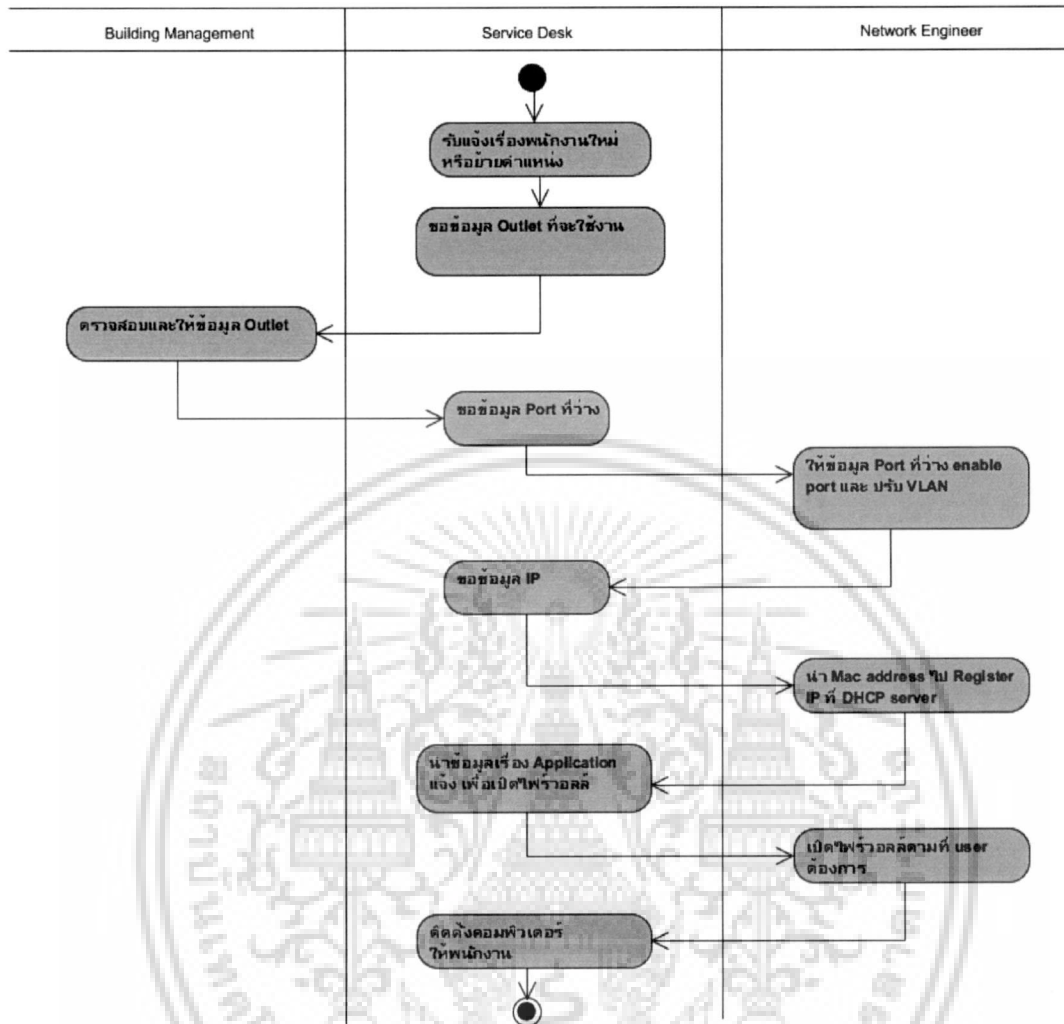 Building Management
Service Desk
Network Engineer
รับแจ้งเรื่องพนักงานใหม่
หรือย้ายตำแหน่ง
ขอข้อมูล Outlet ที่จะใช้งาน
ตรวจสอบและให้ข้อมูล Outlet
ขอข้อมูล Port ที่ว่าง
ให้ข้อมูล Port ที่ว่าง enable
port และ ปรับ VLAN
ขอข้อมูล IP
นำ Mac address ไป Register
IP ที่ DHCP server
นำข้อมูลเรื่อง Application
แจ้ง เพื่อเปิดไฟร์วอลล์
เปิดไฟร์วอลล์ตามที่ user
ต้องการ
ติดตั้งคอมพิวเตอร์
ให้พนักงาน